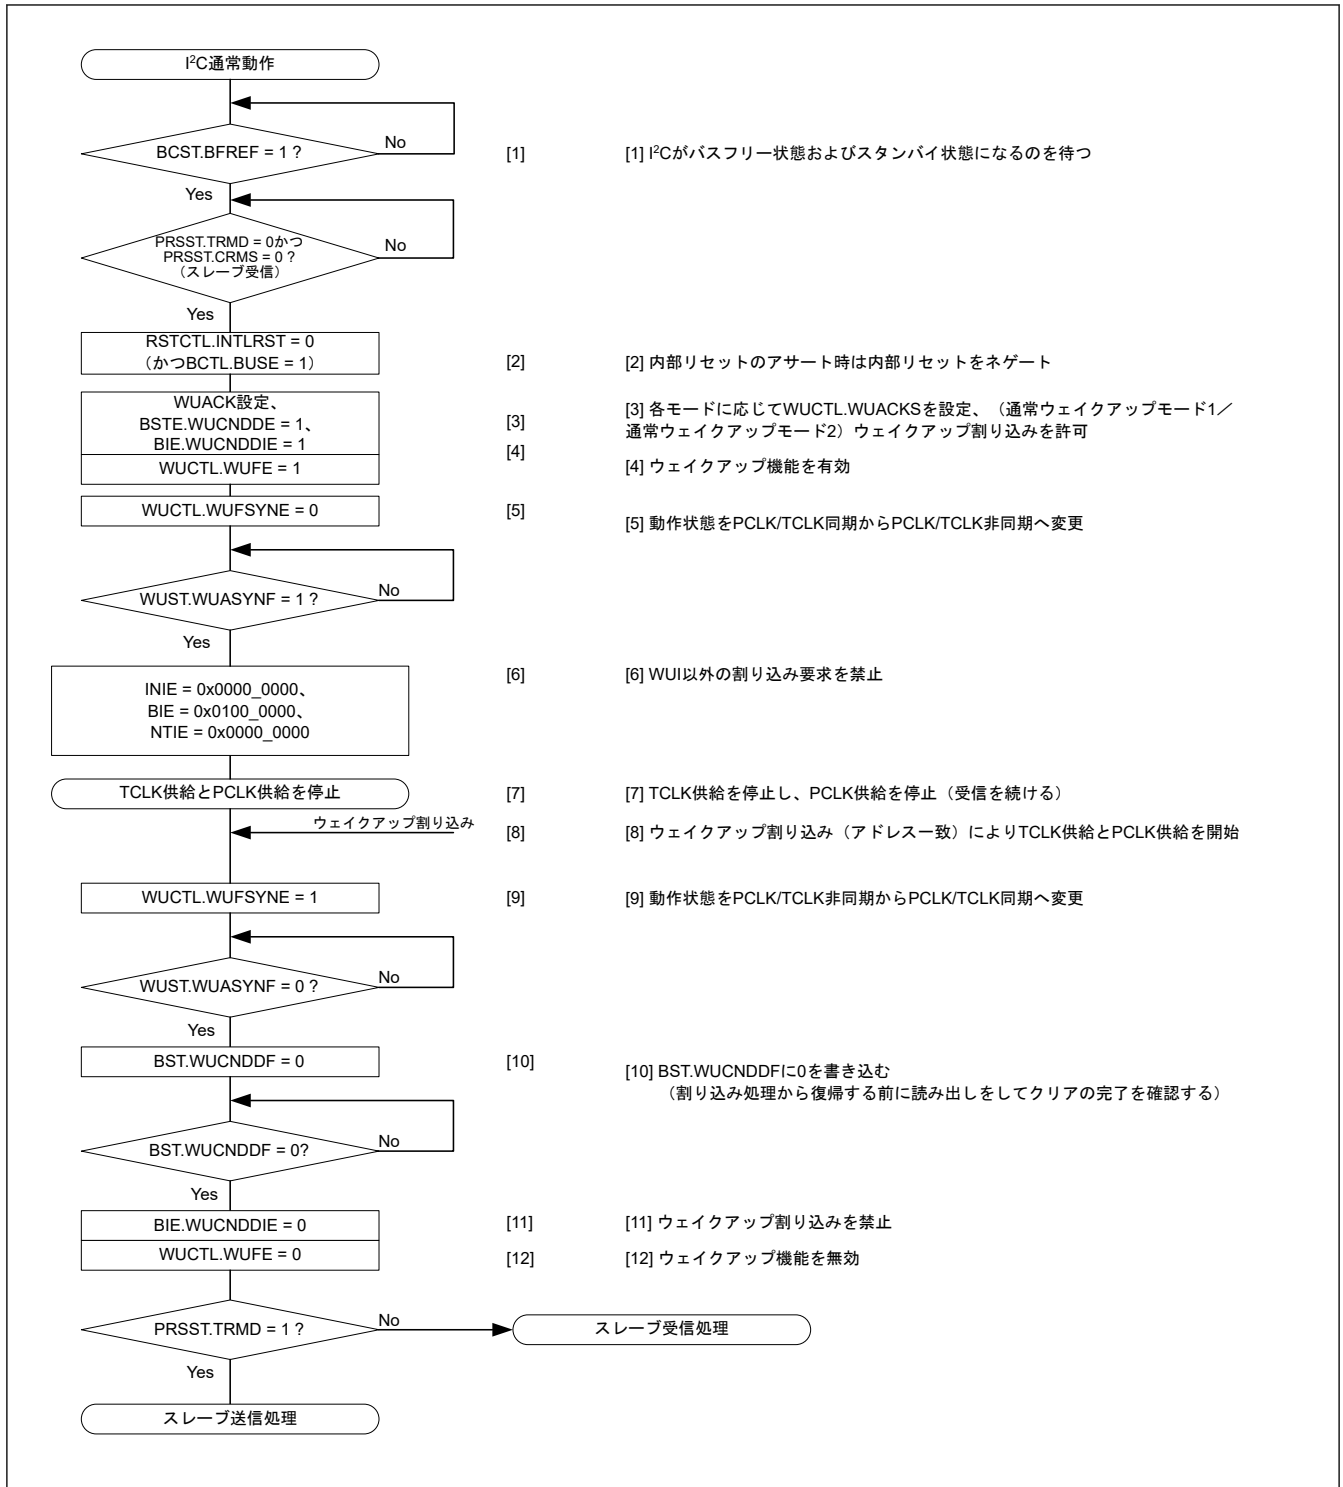 I²C通常動作
BCST.BFREF = 1 ?
No
[1]
[1] I²Cがバスフリー状態およびスタンバイ状態になるのを待つ
Yes
PRSST.TRMD = 0かつ
PRSST.CRMS = 0 ?
（スレーブ受信）
No
Yes
RSTCTL.INTLRST = 0
（かつBCTL.BUSE = 1）
[2]
[2] 内部リセットのアサート時は内部リセットをネゲート
WUACK設定、
BSTE.WUCNDDE = 1、
BIE.WUCNDDIE = 1
[3]
[3] 各モードに応じてWUCTL.WUACKSを設定、（通常ウェイクアップモード1／
通常ウェイクアップモード2）ウェイクアップ割り込みを許可
WUCTL.WUFE = 1
[4]
[4] ウェイクアップ機能を有効
WUCTL.WUFSYNE = 0
[5]
[5] 動作状態をPCLK/TCLK同期からPCLK/TCLK非同期へ変更
WUST.WUASYNF = 1 ?
No
Yes
INIE = 0x0000_0000、
BIE = 0x0100_0000、
NTIE = 0x0000_0000
[6]
[6] WUI以外の割り込み要求を禁止
TCLK供給とPCLK供給を停止
[7]
[7] TCLK供給を停止し、PCLK供給を停止（受信を続ける）
ウェイクアップ割り込み
[8]
[8] ウェイクアップ割り込み（アドレス一致）によりTCLK供給とPCLK供給を開始
WUCTL.WUFSYNE = 1
[9]
[9] 動作状態をPCLK/TCLK非同期からPCLK/TCLK同期へ変更
WUST.WUASYNF = 0 ?
No
Yes
BST.WUCNDDF = 0
[10]
[10] BST.WUCNDDFに0を書き込む
（割り込み処理から復帰する前に読み出しをしてクリアの完了を確認する）
BST.WUCNDDF = 0?
No
Yes
BIE.WUCNDDIE = 0
[11]
[11] ウェイクアップ割り込みを禁止
WUCTL.WUFE = 0
[12]
[12] ウェイクアップ機能を無効
PRSST.TRMD = 1 ?
No
スレーブ受信処理
Yes
スレーブ送信処理